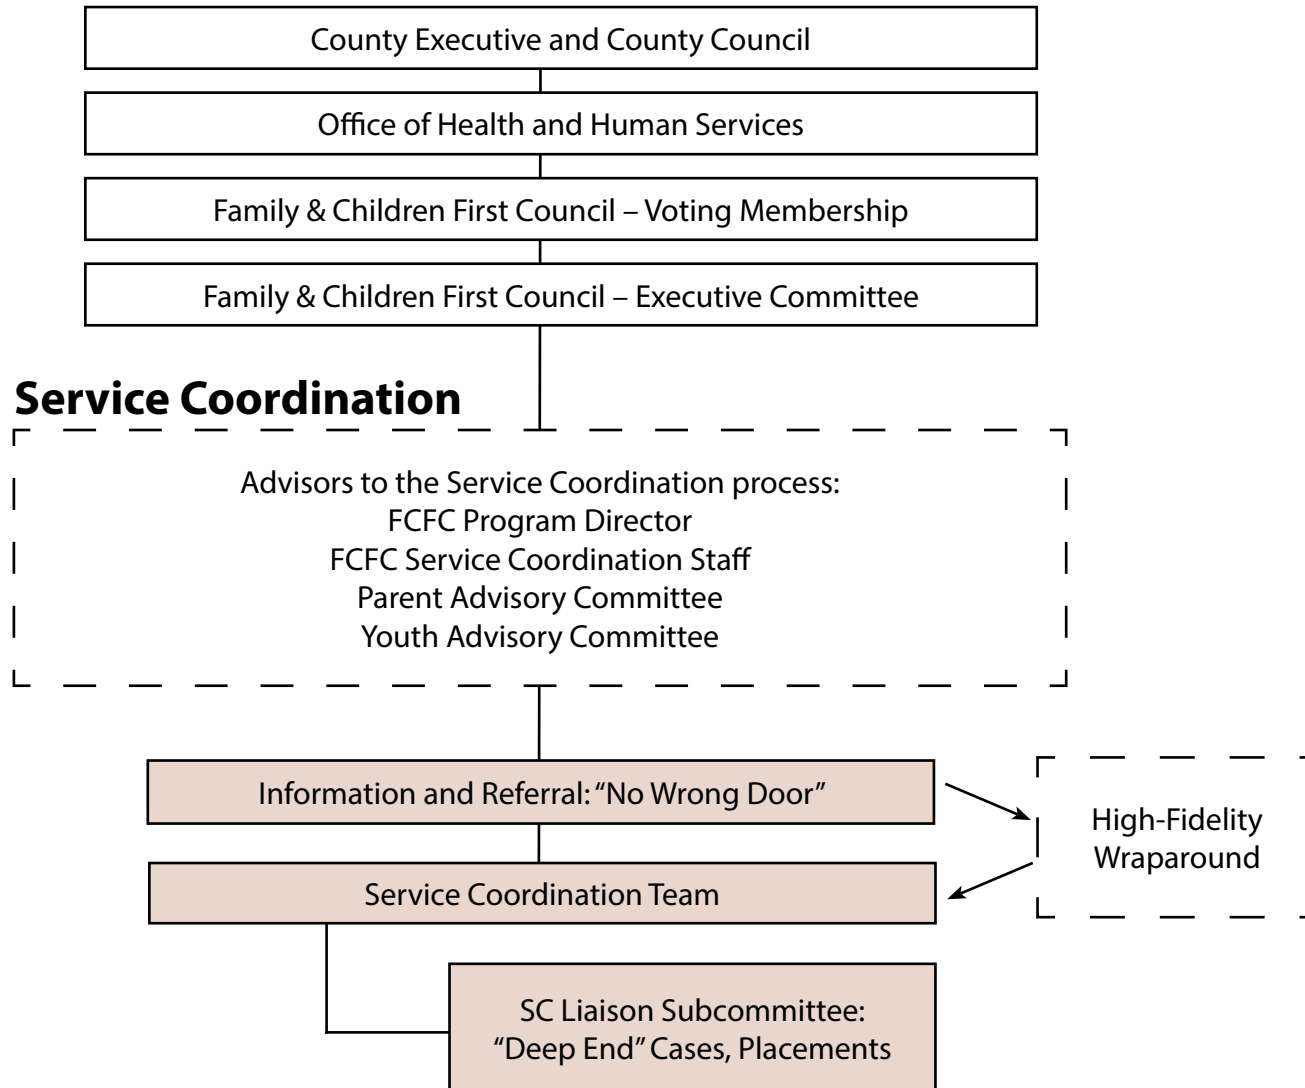 County Executive and County Council
Office of Health and Human Services
Family & Children First Council – Voting Membership
Family & Children First Council – Executive Committee
Service Coordination
Advisors to the Service Coordination process:
FCFC Program Director
FCFC Service Coordination Staff
Parent Advisory Committee
Youth Advisory Committee
Information and Referral: “No Wrong Door”
High-Fidelity
Wraparound
Service Coordination Team
SC Liaison Subcommittee:
“Deep End” Cases, Placements